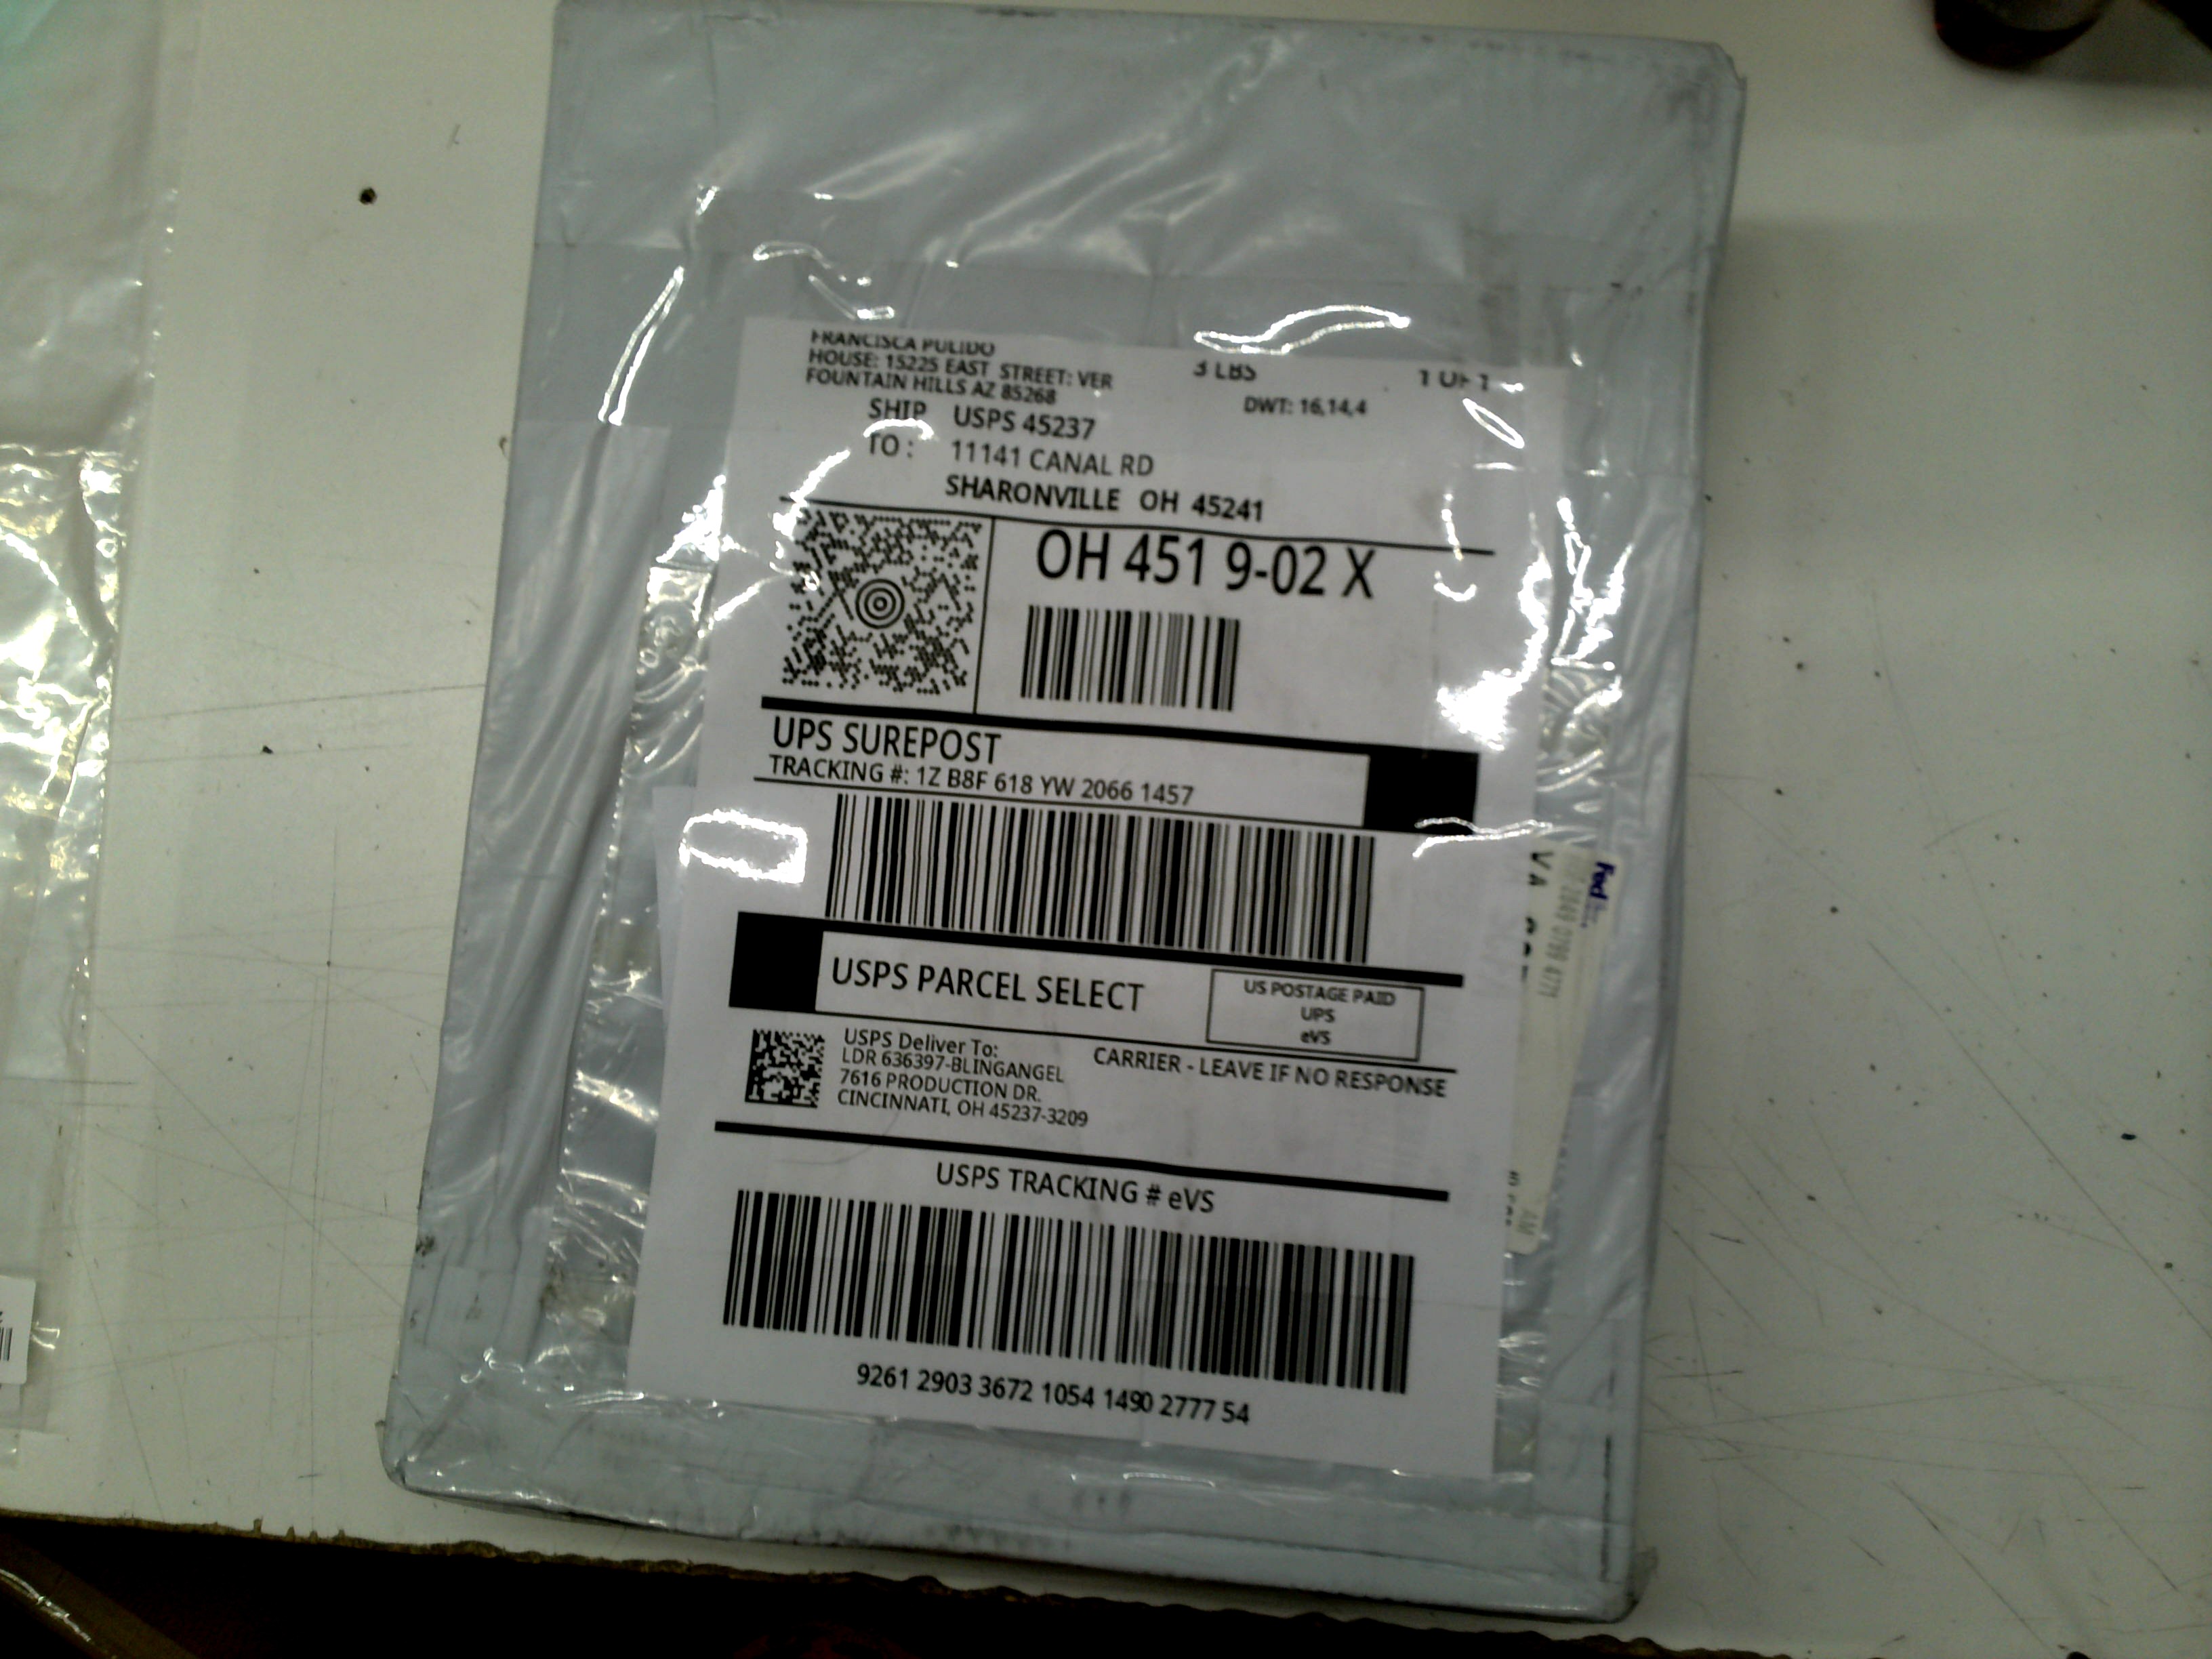 FRANCISCA PULIDO
HOUSE: 15225 EAST STREET: VER
FOUNTAIN HILLS AZ 85268
3 LBS
1 OF 1
DWT: 16,14,4
SHIP
TO :
USPS 45237
11141 CANAL RD
SHARONVILLE OH 45241
OH 451 9-02 X
UPS SUREPOST
TRACKING #: 1Z B8F 618 YW 2066 1457
USPS PARCEL SELECT
US POSTAGE PAID
UPS
eVS
USPS Deliver To:
LDR 636397-BLINGANGEL
7616 PRODUCTION DR.
CINCINNATI, OH 45237-3209
CARRIER - LEAVE IF NO RESPONSE
USPS TRACKING # eVS
9261 2903 3672 1054 1490 2777 54
FedEx
VA
AM